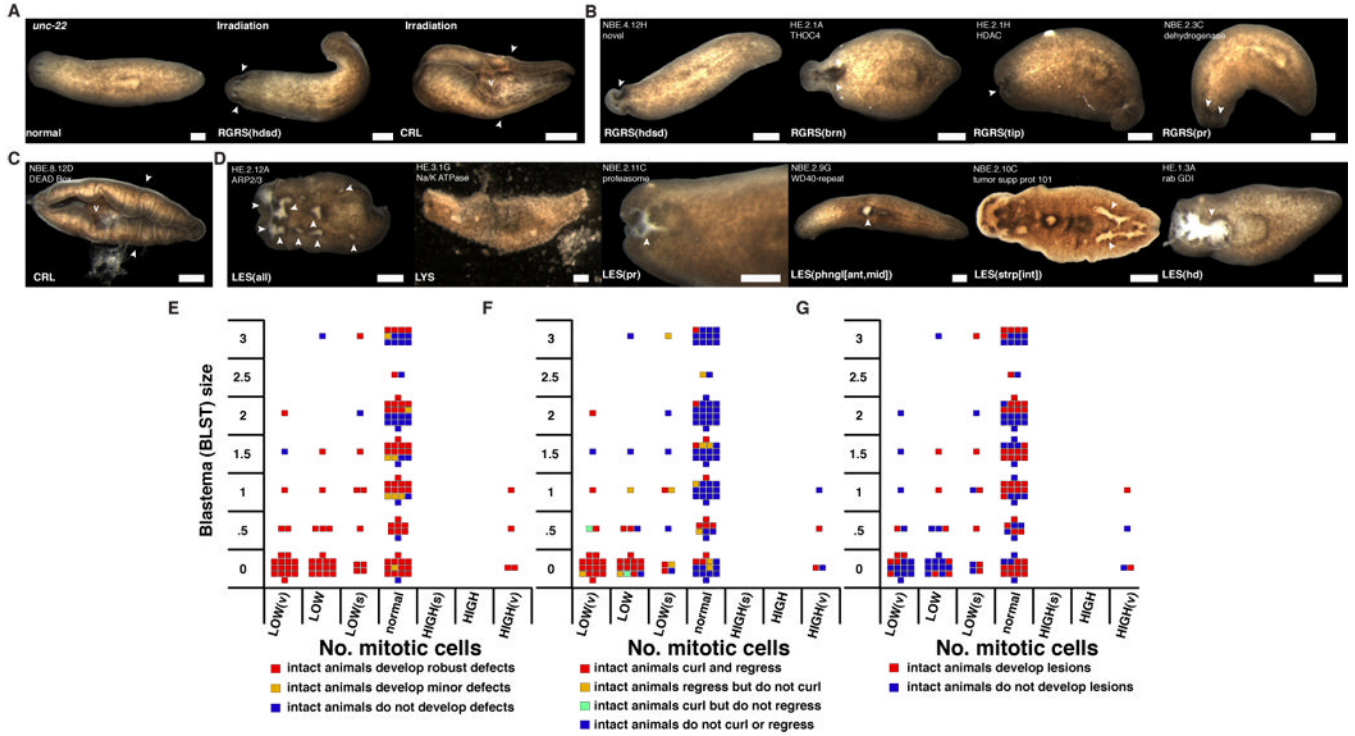 A
unc-22
Irradiation
Irradiation
normal
RGRS(hdsd)
CRL
B
NBE.4.12H
novel
HE.2.1A
THOC4
HE.2.1H
HDAC
NBE.2.3C
dehydrogenase
RGRS(hdsd)
RGRS(brn)
RGRS(tip)
RGRS(pr)
C
NBE.8.12D
DEAD Box
CRL
D
HE.2.12A
ARP2/3
HE.3.1G
Na/K ATPase
NBE.2.11C
proteasome
NBE.2.9G
WD40-repeat
NBE.2.10C
tumor supp prot 101
HE.1.3A
rab GDI
LES(all)
LYS
LES(pr)
LES(phngl[ant,mid])
LES(strp[int])
LES(hd)
E
Blastema (BLST) size
3
2.5
2
1.5
1
.5
0
LOW(v)
LOW
LOW(s)
normal
HIGH(s)
HIGH
HIGH(v)
No. mitotic cells
intact animals develop robust defects
intact animals develop minor defects
intact animals do not develop defects
F
3
2.5
2
1.5
1
.5
0
LOW(v)
LOW
LOW(s)
normal
HIGH(s)
HIGH
HIGH(v)
No. mitotic cells
intact animals curl and regress
intact animals regress but do not curl
intact animals curl but do not regress
intact animals do not curl or regress
G
3
2.5
2
1.5
1
.5
0
LOW(v)
LOW
LOW(s)
normal
HIGH(s)
HIGH
HIGH(v)
No. mitotic cells
intact animals develop lesions
intact animals do not develop lesions